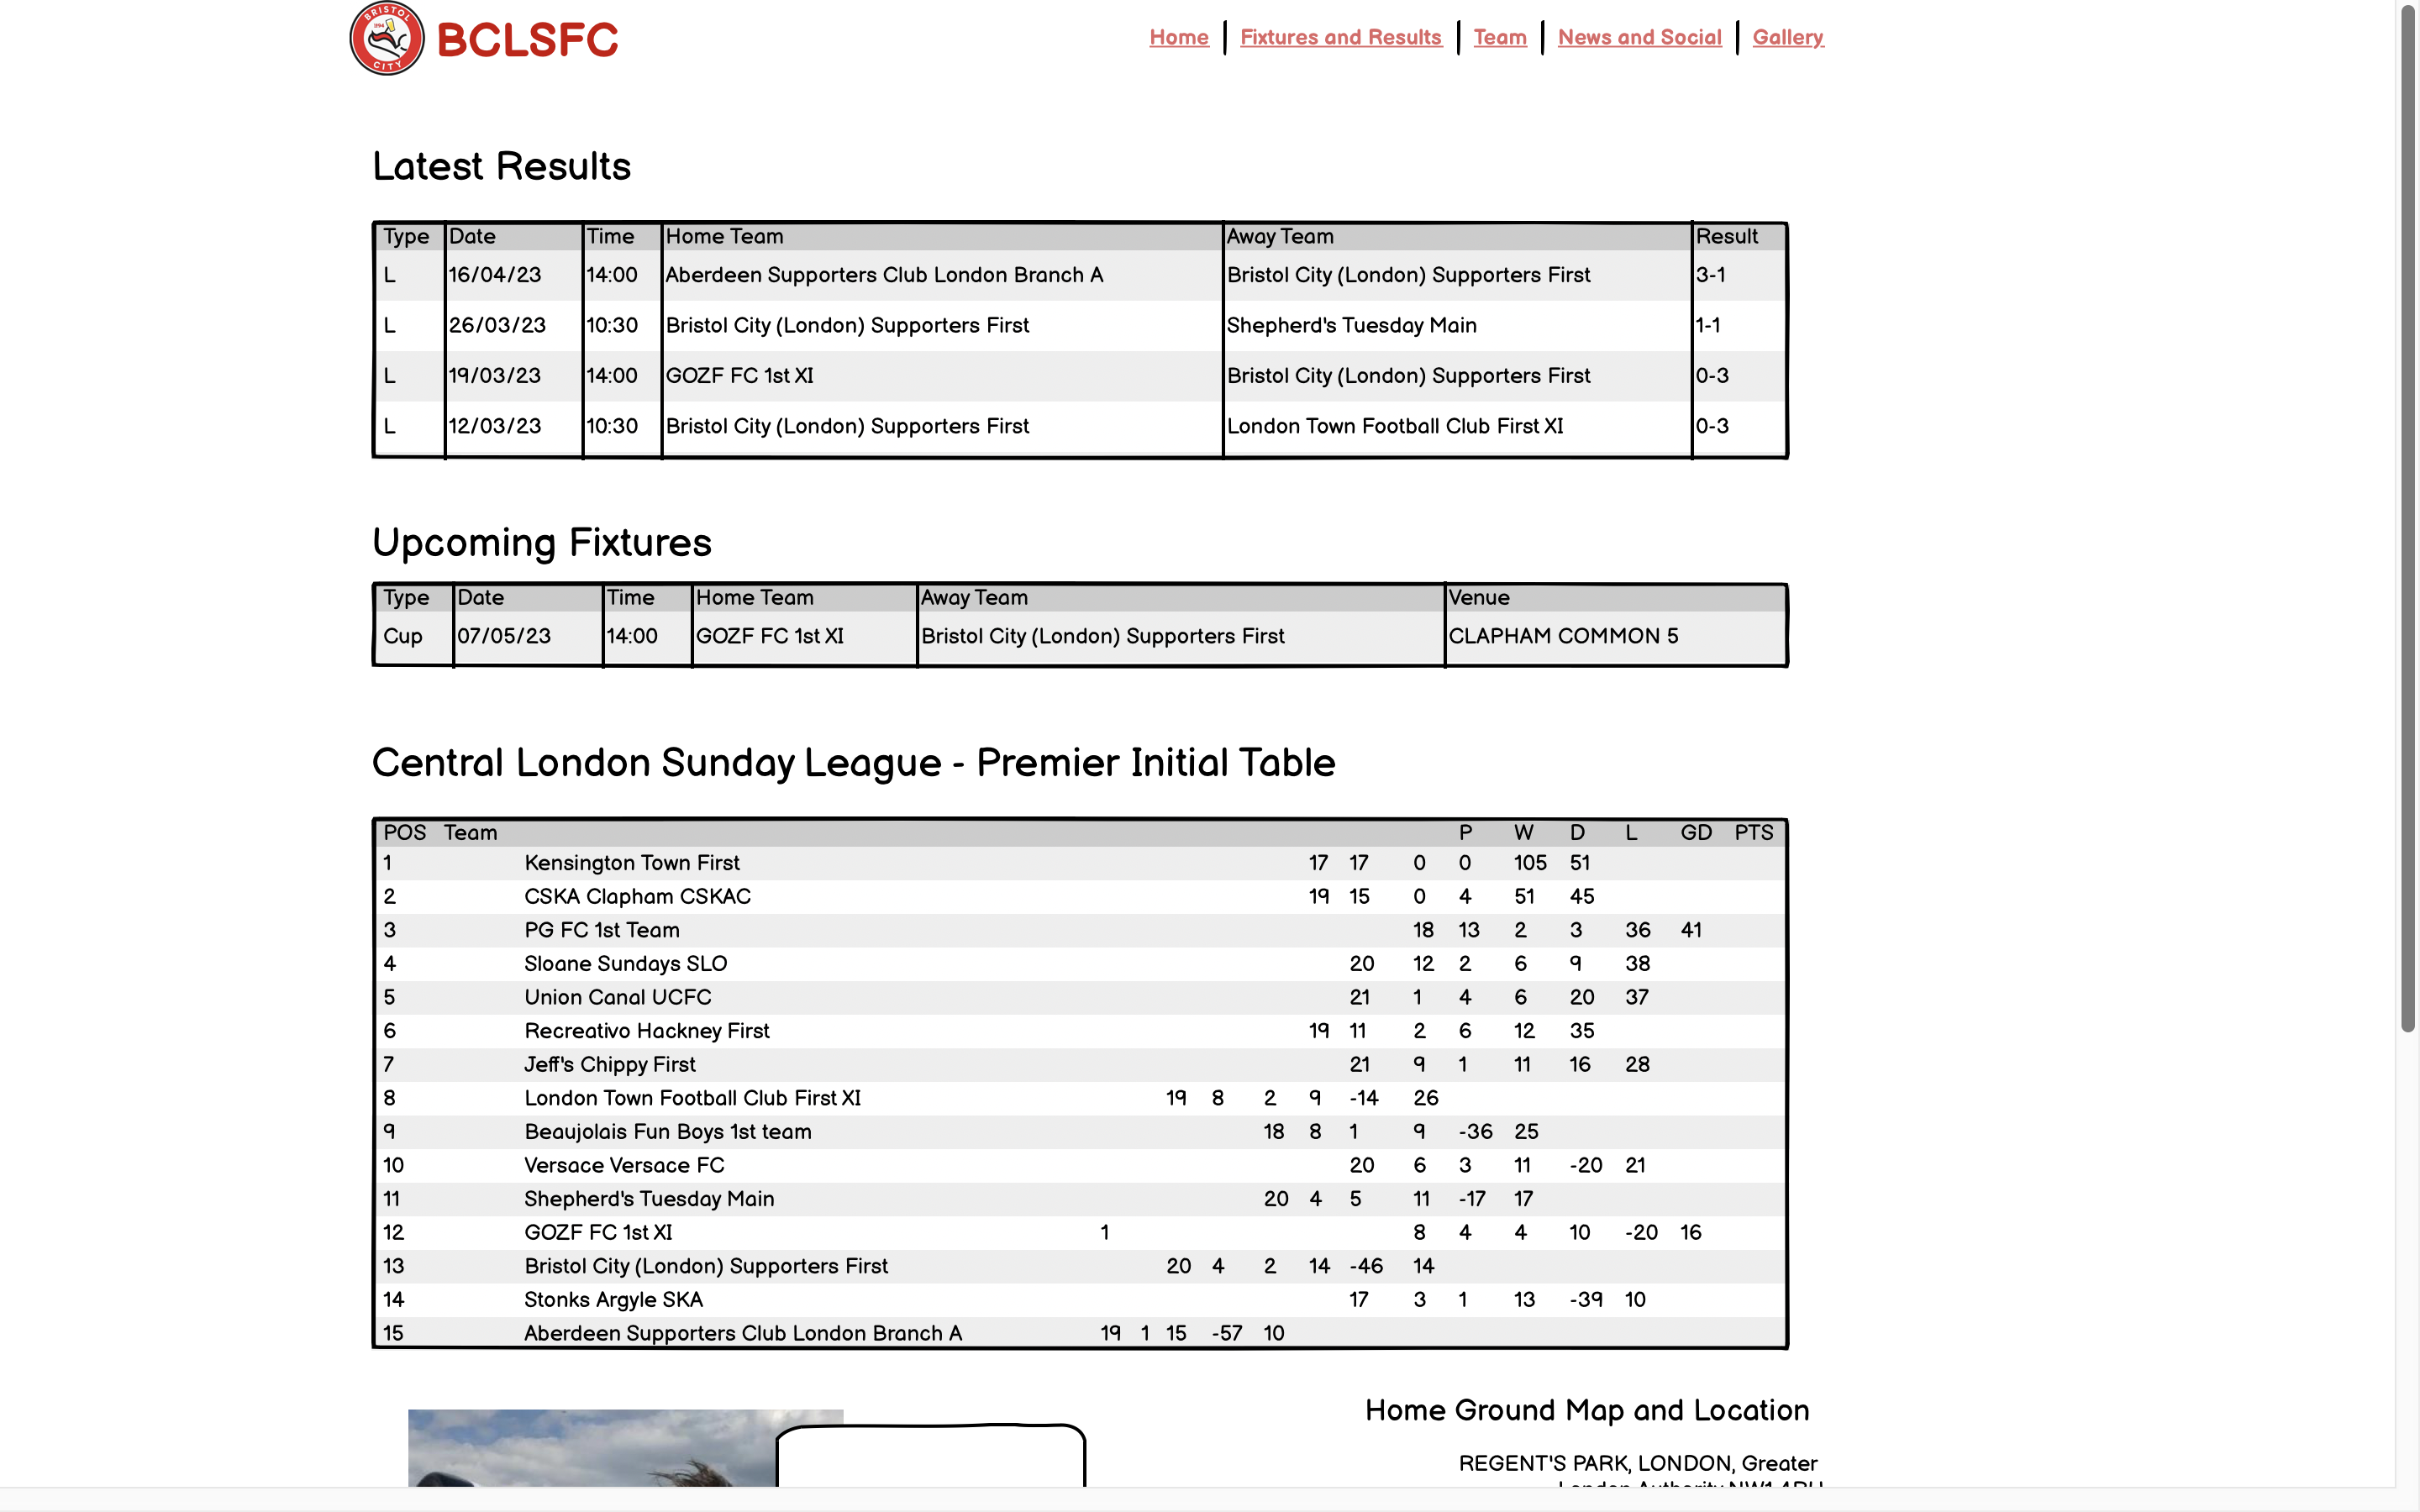 BRISTOL
1894
CITY
BCLSFC
Home Fixtures and Results Team News and Social Gallery
Latest Results
Type Date Time Home Team Away Team Result
L 16/04/23 14:00 Aberdeen Supporters Club London Branch A Bristol City (London) Supporters First 3-1
L 26/03/23 10:30 Bristol City (London) Supporters First Shepherd's Tuesday Main 1-1
L 19/03/23 14:00 GOZF FC 1st XI Bristol City (London) Supporters First 0-3
L 12/03/23 10:30 Bristol City (London) Supporters First London Town Football Club First XI 0-3
Upcoming Fixtures
Type Date Time Home Team Away Team Venue
Cup 07/05/23 14:00 GOZF FC 1st XI Bristol City (London) Supporters First CLAPHAM COMMON 5
Central London Sunday League - Premier Initial Table
POS Team P W D L GD PTS
1 Kensington Town First 17 17 0 0 105 51
2 CSKA Clapham CSKAC 19 15 0 4 51 45
3 PG FC 1st Team 18 13 2 3 36 41
4 Sloane Sundays SLO 20 12 2 6 9 38
5 Union Canal UCFC 21 1 4 6 20 37
6 Recreativo Hackney First 19 11 2 6 12 35
7 Jeff's Chippy First 21 9 1 11 16 28
8 London Town Football Club First XI 19 8 2 9 -14 26
9 Beaujolais Fun Boys 1st team 18 8 1 9 -36 25
10 Versace Versace FC 20 6 3 11 -20 21
11 Shepherd's Tuesday Main 20 4 5 11 -17 17
12 GOZF FC 1st XI 1 8 4 4 10 -20 16
13 Bristol City (London) Supporters First 20 4 2 14 -46 14
14 Stonks Argyle SKA 17 3 1 13 -39 10
15 Aberdeen Supporters Club London Branch A 19 1 15 -57 10
Home Ground Map and Location
REGENT'S PARK, LONDON, Greater
London Authority NW1 4RU